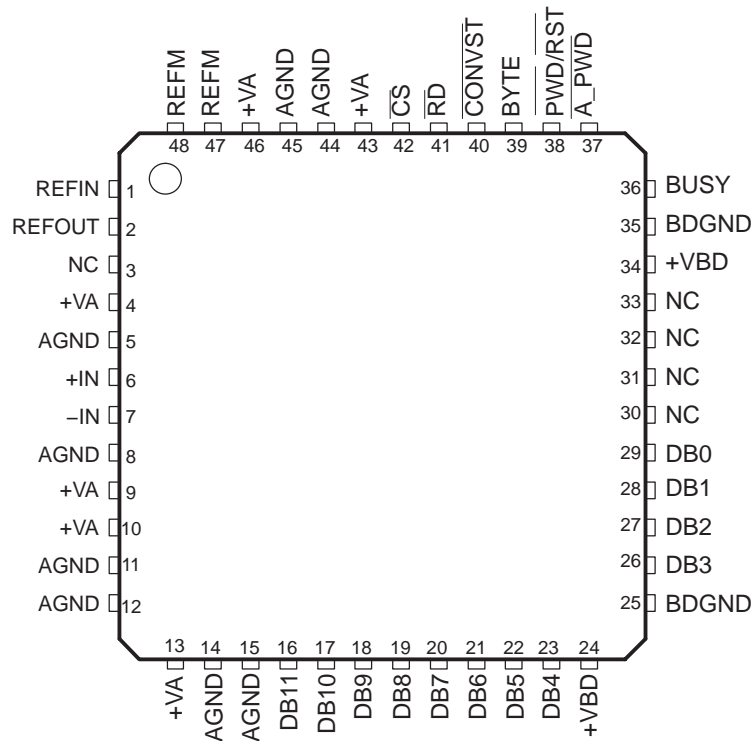 REFM
REFM
+VA
AGND
AGND
+VA
CS
RD
CONVST
BYTE
PWD/RST
A_PWD
48 47 46 45 44 43 42 41 40 39 38 37
REFIN 1
REFOUT 2
NC 3
+VA 4
AGND 5
+IN 6
−IN 7
AGND 8
+VA 9
+VA 10
AGND 11
AGND 12
36 BUSY
35 BDGND
34 +VBD
33 NC
32 NC
31 NC
30 NC
29 DB0
28 DB1
27 DB2
26 DB3
25 BDGND
13 14 15 16 17 18 19 20 21 22 23 24
+VA
AGND
AGND
DB11
DB10
DB9
DB8
DB7
DB6
DB5
DB4
+VBD